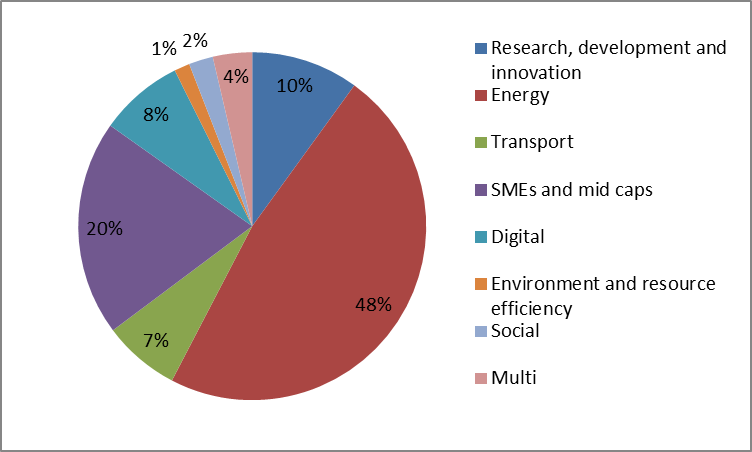 1%
2%
4%
10%
8%
20%
7%
48%
Research, development and
innovation
Energy
Transport
SMEs and mid caps
Digital
Environment and resource
efficiency
Social
Multi